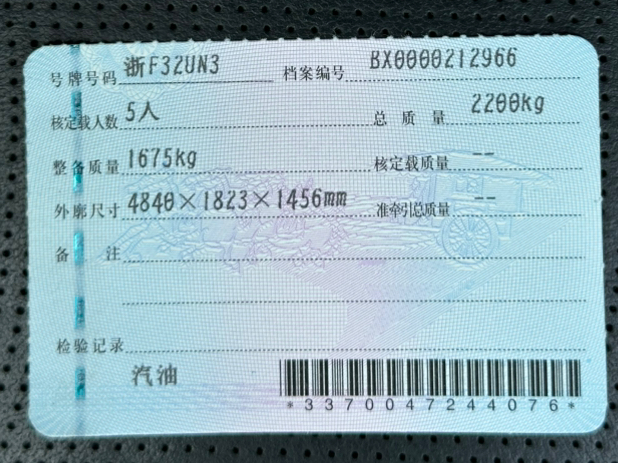 号牌号码 浙F32UN3 档案编号 BX0000212966
核定载人数 5人 总质量 2200kg
整备质量 1675kg 核定载质量 --
外廓尺寸 4840×1823×1456mm 准牵引总质量 --
备注
检验记录
汽油
*3370047244076*